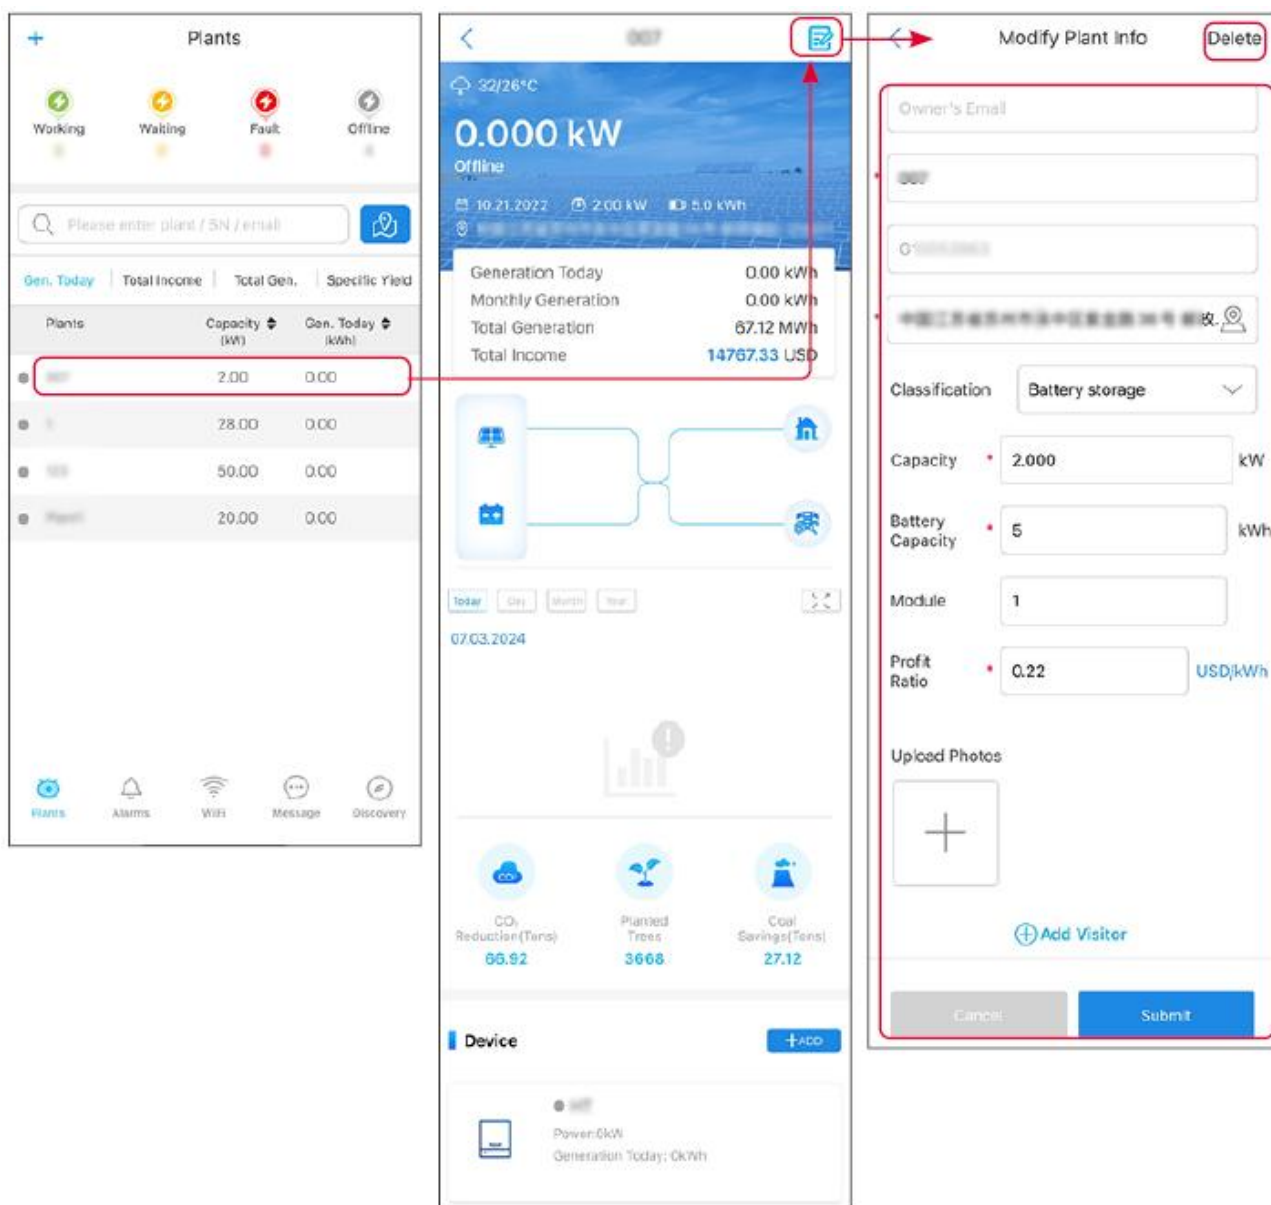 Plants
Working
Waiting
Fault
Offline
Please enter plant / SN / email
Gen. Today
Total Income
Total Gen.
Specific Yield
Plants
Capacity
(kW)
Gen. Today
(kWh)
2.00
0.00
28.00
0.00
50.00
0.00
20.00
0.00
Plants
Alarms
WiFi
Message
Discovery
007
32/26°C
0.000 kW
Offline
10.21.2022
2.00 kW
5.0 kWh
Generation Today
0.00 kWh
Monthly Generation
0.00 kWh
Total Generation
67.12 MWh
Total Income
14767.33 USD
Today
Day
Month
Year
07.03.2024
CO₂
Reduction(Tons)
66.92
Planted
Trees
3668
Coal
Savings(Tons)
27.12
Device
+ADD
Power:0kW
Generation Today: 0kWh
Modify Plant Info
Delete
Owner's Email
007
Classification
Battery storage
Capacity * 2.000 kW
Battery
Capacity
* 5 kWh
Module 1
Profit
Ratio
* 0.22 USD/kWh
Upload Photos
Add Visitor
Cancel
Submit